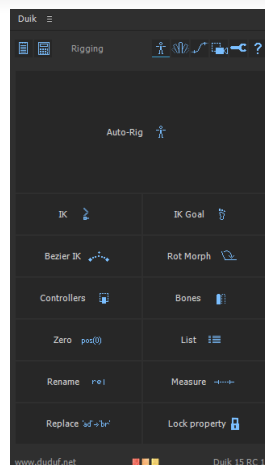 Duik
Rigging
?
Auto-Rig
IK IK Goal
Bezier IK Rot Morph
Controllers Bones
Zero pos(0) List
Rename Measure
Replace 'ad'→'br' Lock property
www.duduf.net Duik 15 RC 1